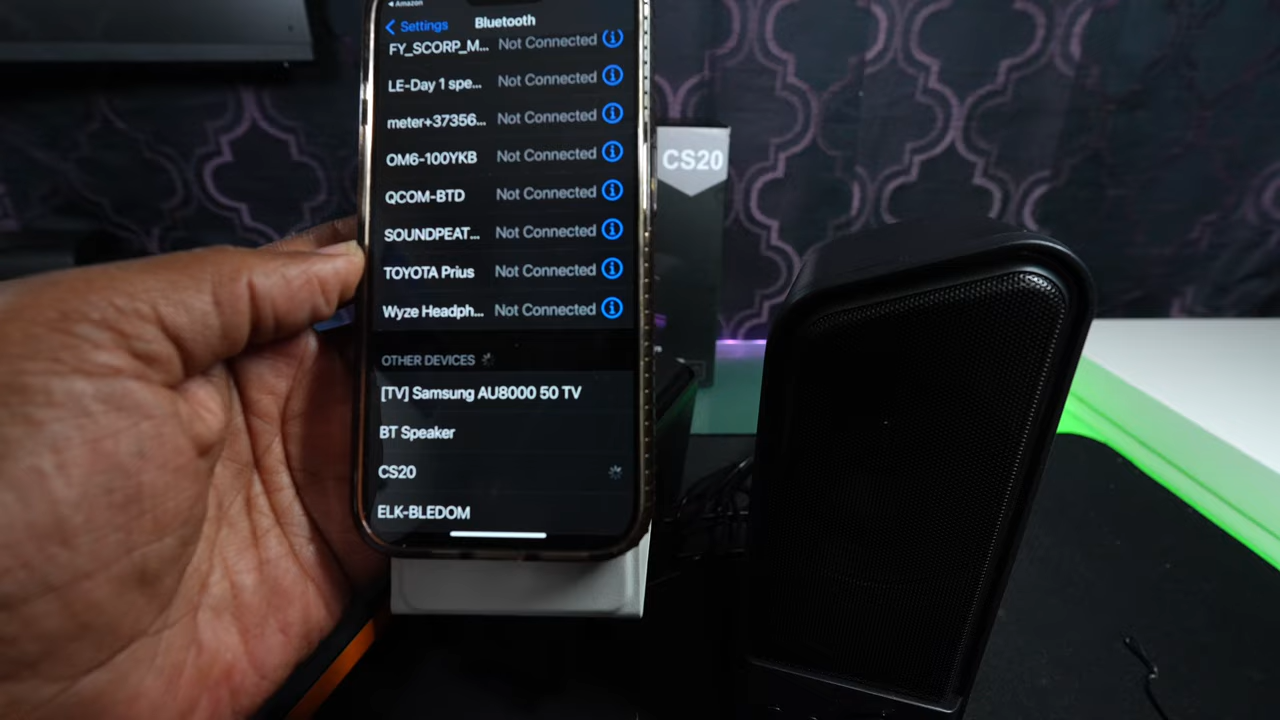 Amazon
Settings
Bluetooth
FY_SCORP_M... Not Connected
LE-Day 1 spe... Not Connected
meter+37356... Not Connected
OM6-100YKB Not Connected
QCOM-BTD Not Connected
SOUNDPEAT... Not Connected
TOYOTA Prius Not Connected
Wyze Headph... Not Connected
OTHER DEVICES
[TV] Samsung AU8000 50 TV
BT Speaker
CS20
ELK-BLEDOM
CS20